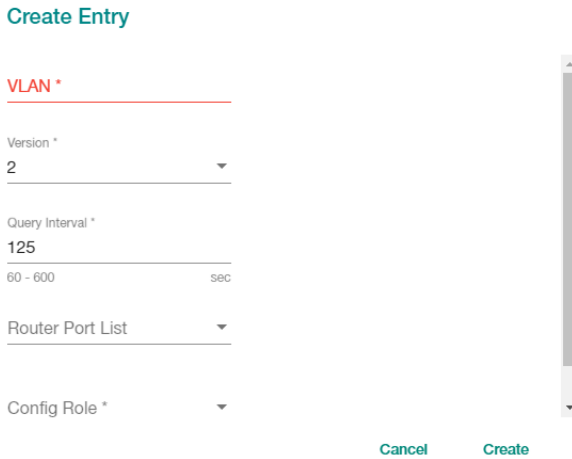 Create Entry
VLAN *
Version *
2
Query Interval *
125
60 - 600 sec
Router Port List
Config Role *
Cancel Create